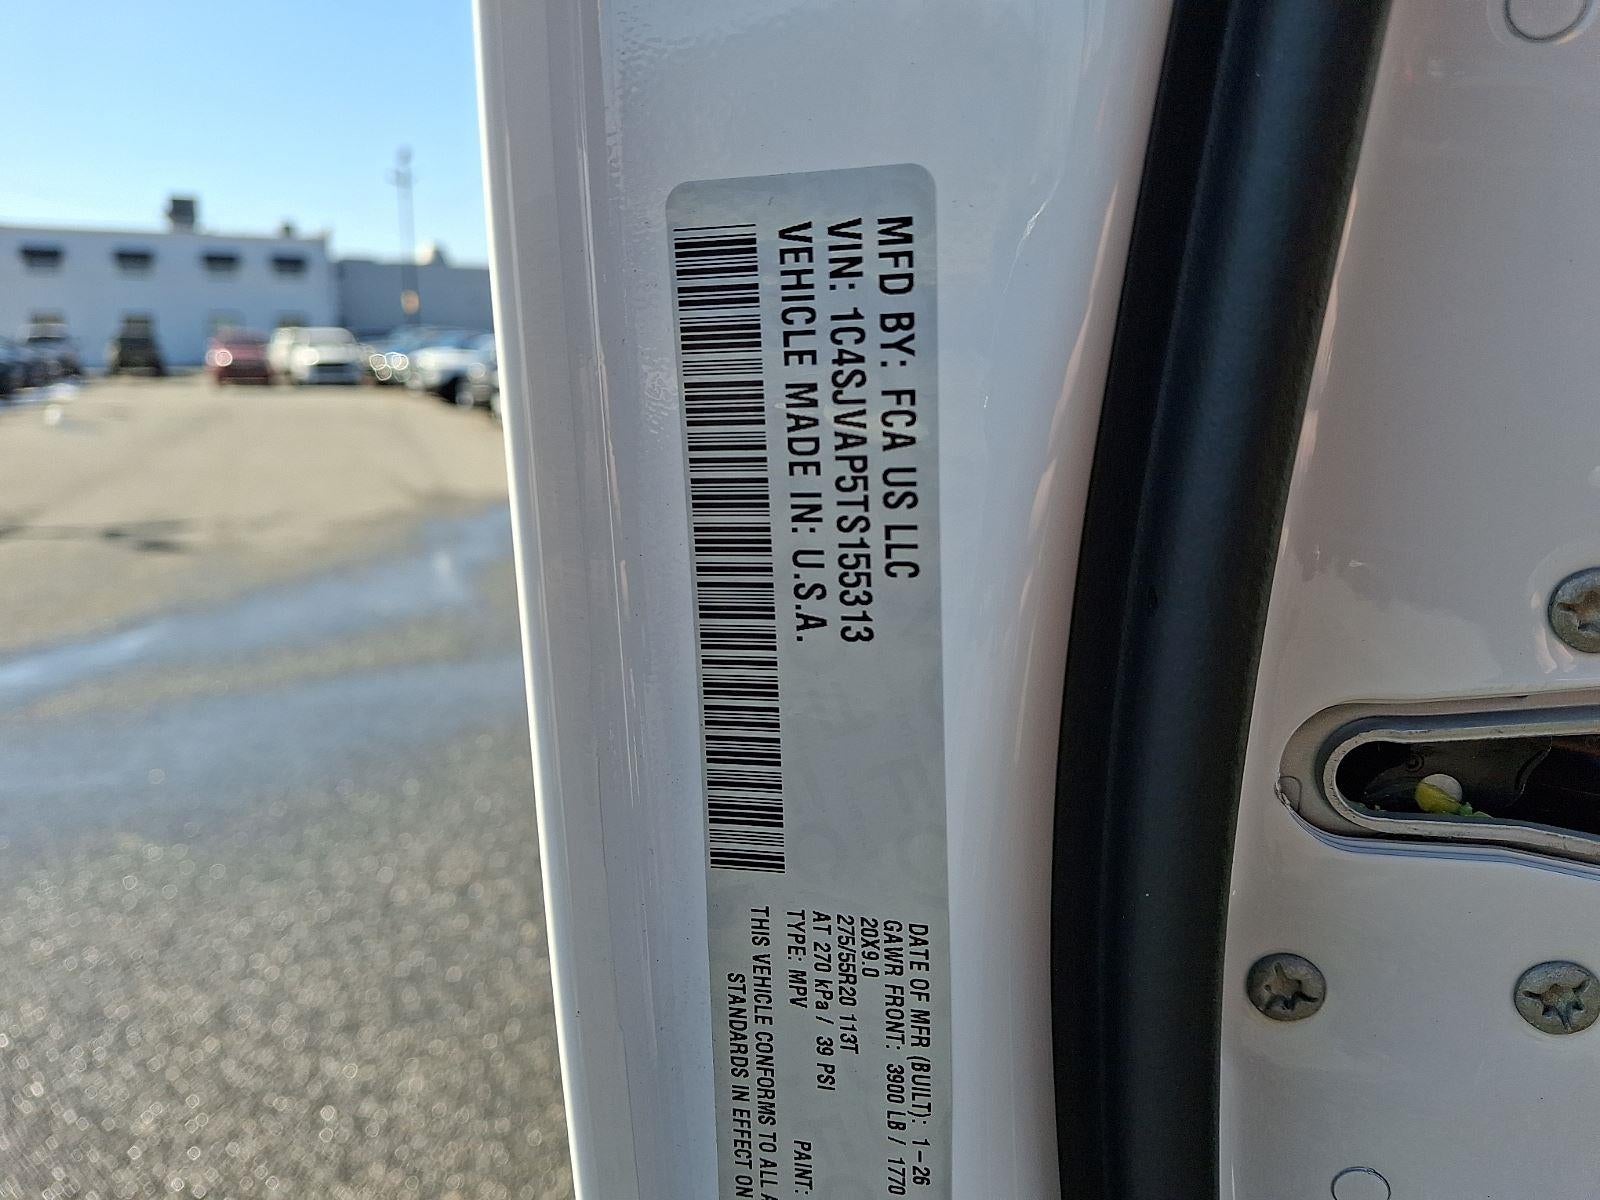 MFD BY: FCA US LLC
VIN: 1C4SJVAP5TS155313
VEHICLE MADE IN: U.S.A.
DATE OF MFR (BUILT): 1-26
GAWR FRONT: 3900 LB / 1770
20X9.0
275/55R20 113T
AT 270 kPa / 39 PSI
TYPE: MPV PAINT:
THIS VEHICLE CONFORMS TO ALL A
STANDARDS IN EFFECT ON